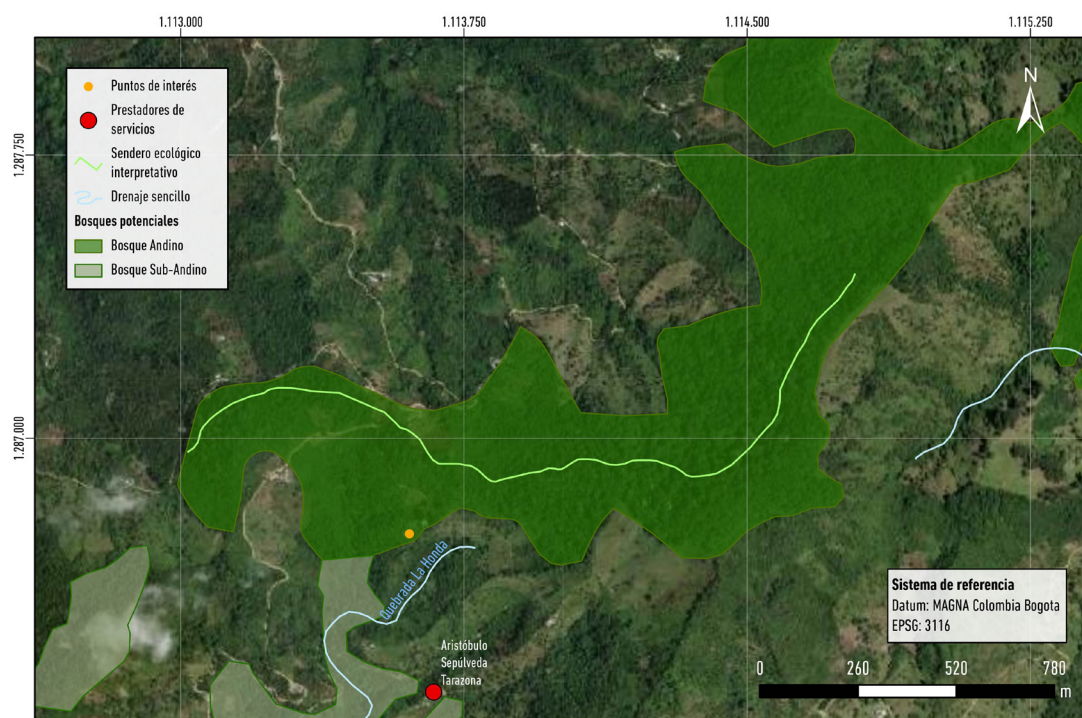 1.113.000
1.113.750
1.114.500
1.115.250
1.287.750
1.287.000
Puntos de interés
Prestadores de
servicios
Sendero ecológico
interpretativo
Drenaje sencillo
Bosques potenciales
Bosque Andino
Bosque Sub-Andino
N
Quebrada La Honda
Aristóbulo
Sepúlveda
Tarazona
Sistema de referencia
Datum: MAGNA Colombia Bogota
EPSG: 3116
0 260 520 780
m